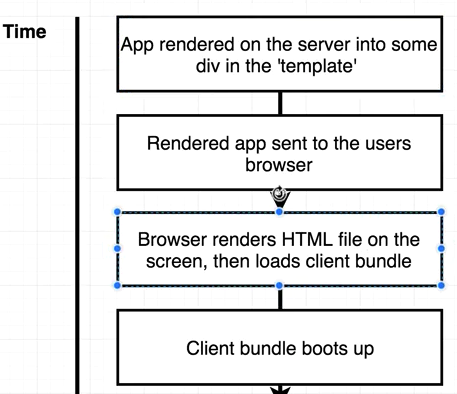 Time
App rendered on the server into some
div in the 'template'
Rendered app sent to the users
browser
Browser renders HTML file on the
screen, then loads client bundle
Client bundle boots up